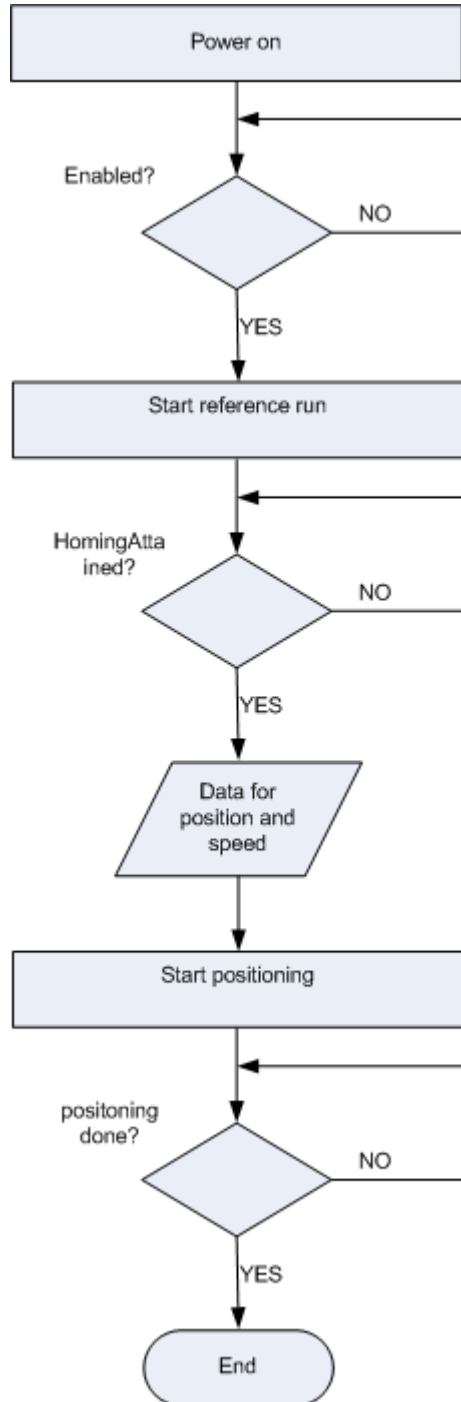 Power on
Enabled?
NO
YES
Start reference run
HomingAtta
ined?
NO
YES
Data for
position and
speed
Start positioning
positoning
done?
NO
YES
End